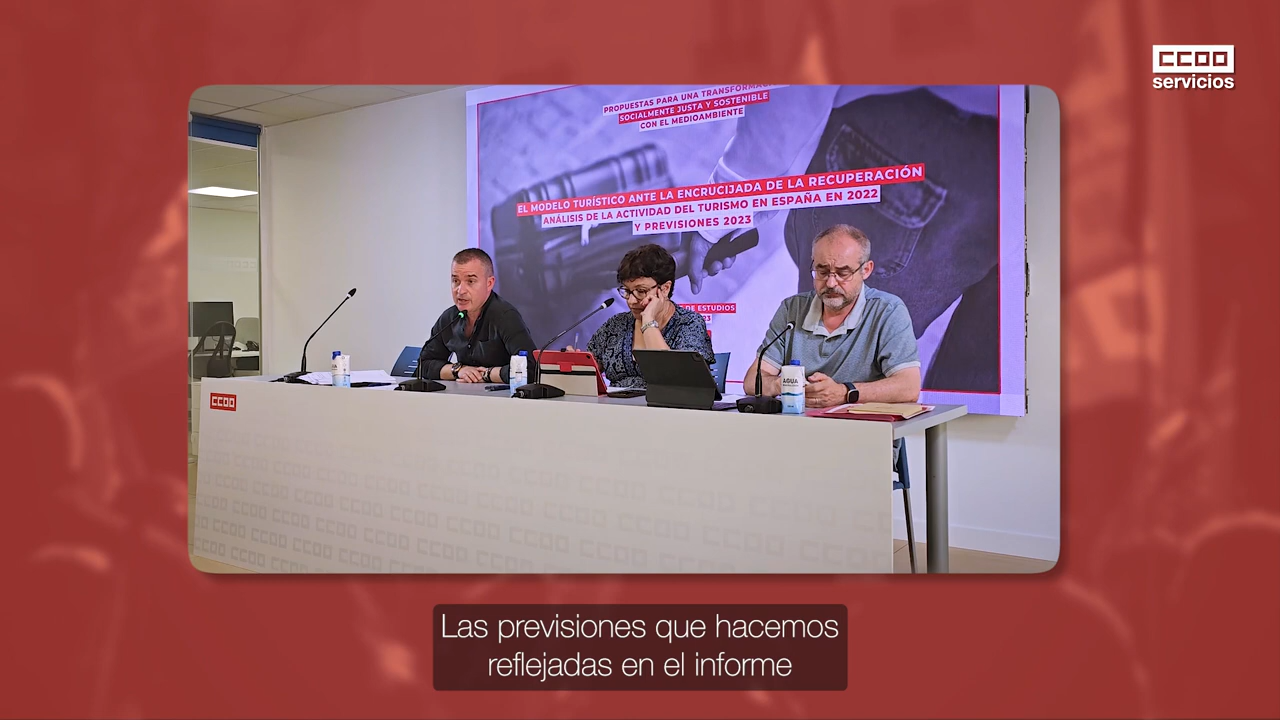 CCOO
servicios
PROPUESTAS PARA UNA
SOCIALMENTE JUSTA Y SOSTENIBLE
CON EL MEDIOAMBIENTE
EL MODELO TURÍSTICO ANTE LA ENCRUCIJADA DE LA RECUPERACIÓN
ANÁLISIS DE LA ACTIVIDAD DEL TURISMO EN ESPAÑA EN 2022
Y PREVISIONES 2023
DE ESTUDIOS
AGUA
CCOO
Las previsiones que hacemos
reflejadas en el informe